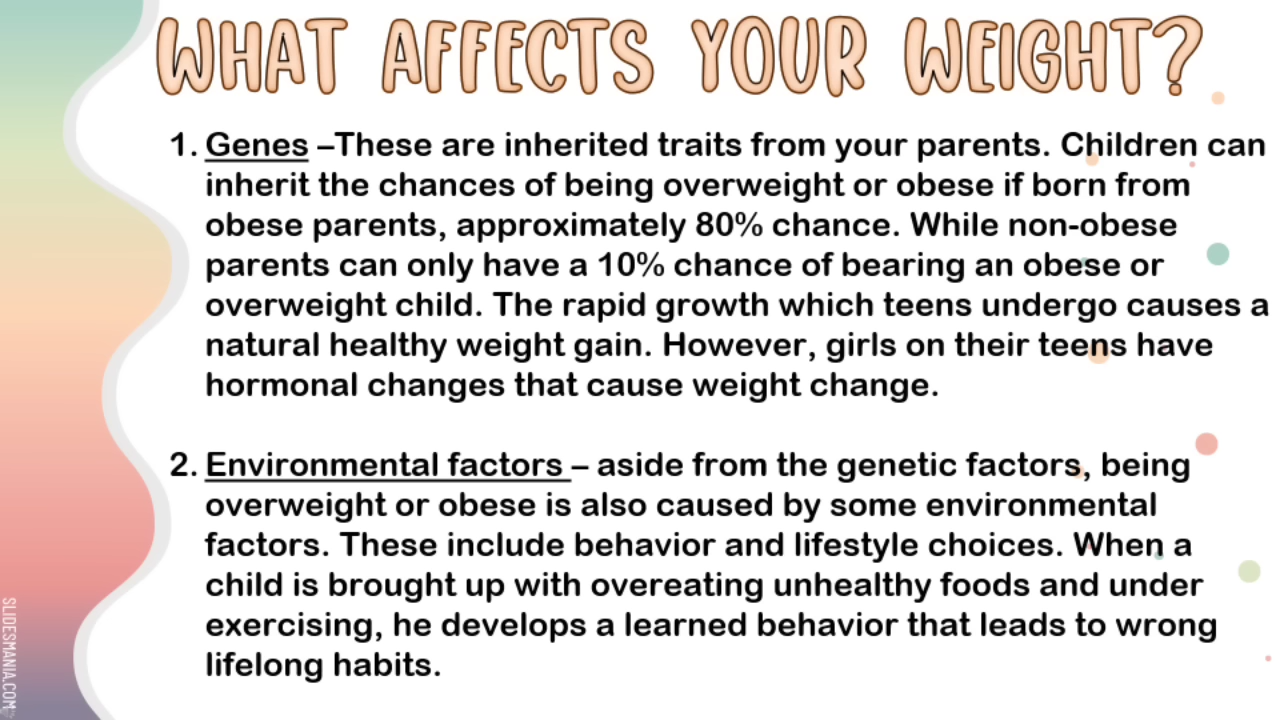 WHAT AFFECTS YOUR WEIGHT?
1. Genes –These are inherited traits from your parents. Children can
inherit the chances of being overweight or obese if born from
obese parents, approximately 80% chance. While non-obese
parents can only have a 10% chance of bearing an obese or
overweight child. The rapid growth which teens undergo causes a
natural healthy weight gain. However, girls on their teens have
hormonal changes that cause weight change.
2. Environmental factors – aside from the genetic factors, being
overweight or obese is also caused by some environmental
factors. These include behavior and lifestyle choices. When a
child is brought up with overeating unhealthy foods and under
exercising, he develops a learned behavior that leads to wrong
lifelong habits.
SLIDESMANIA.COM